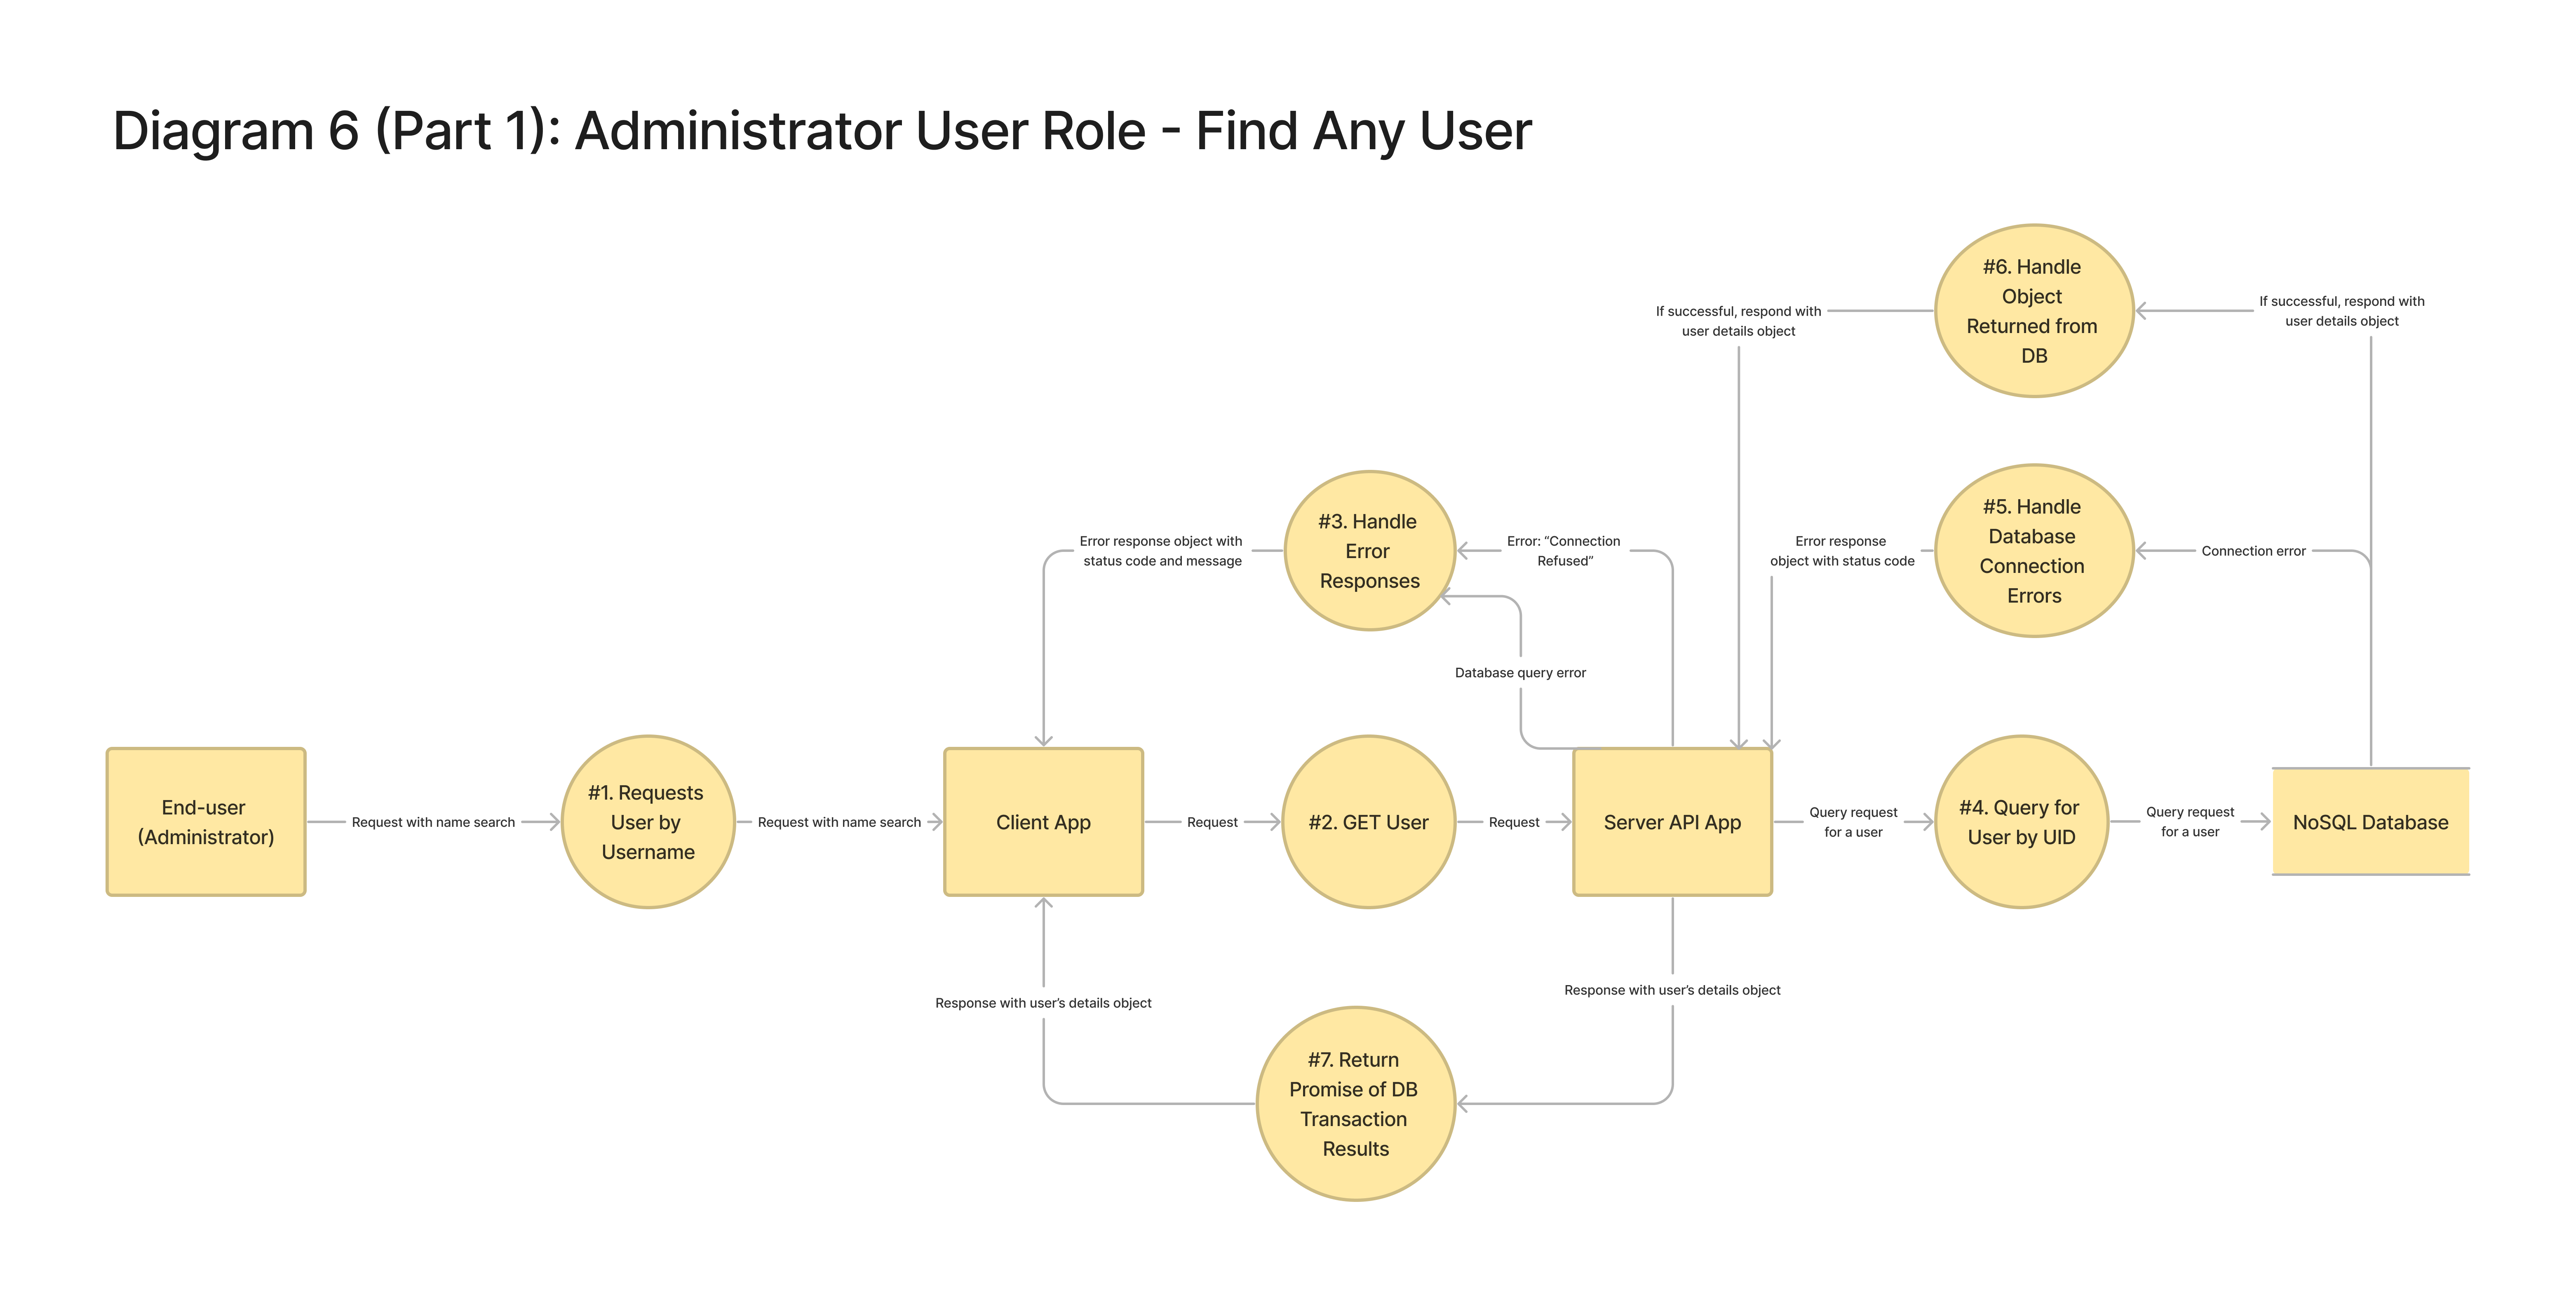 Diagram 6 (Part 1): Administrator User Role - Find Any User
#6. Handle
Object
Returned from
DB
If successful, respond with
user details object
If successful, respond with
user details object
#3. Handle
Error
Responses
Error response object with
status code and message
Error: “Connection
Refused”
#5. Handle
Database
Connection
Errors
Error response
object with status code
Connection error
Database query error
End-user
(Administrator)
Request with name search
#1. Requests
User by
Username
Request with name search
Client App
Request
#2. GET User
Request
Server API App
Query request
for a user
#4. Query for
User by UID
Query request
for a user
NoSQL Database
Response with user’s details object
Response with user’s details object
#7. Return
Promise of DB
Transaction
Results